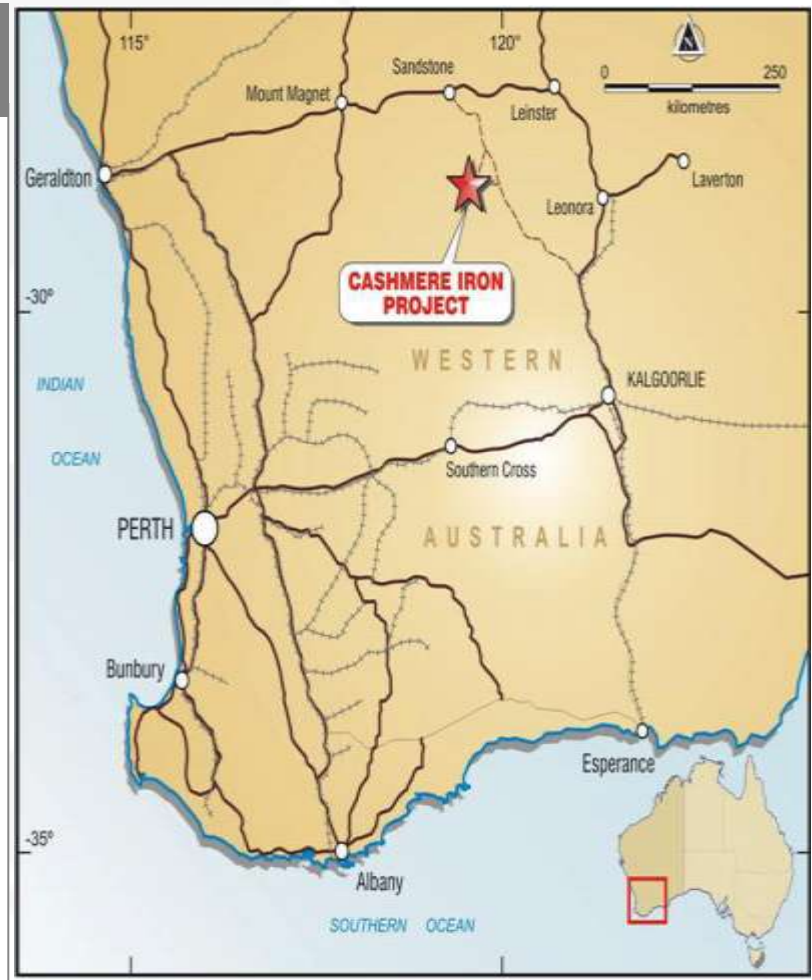 115°
120°
N
Sandstone
0
250
kilometres
Mount Magnet
Leinster
Geraldton
Laverton
Leonora
CASHMERE IRON
PROJECT
-30°
WESTERN
INDIAN
OCEAN
KALGOORLIE
Southern Cross
PERTH
AUSTRALIA
Bunbury
Esperance
-35°
Albany
SOUTHERN OCEAN